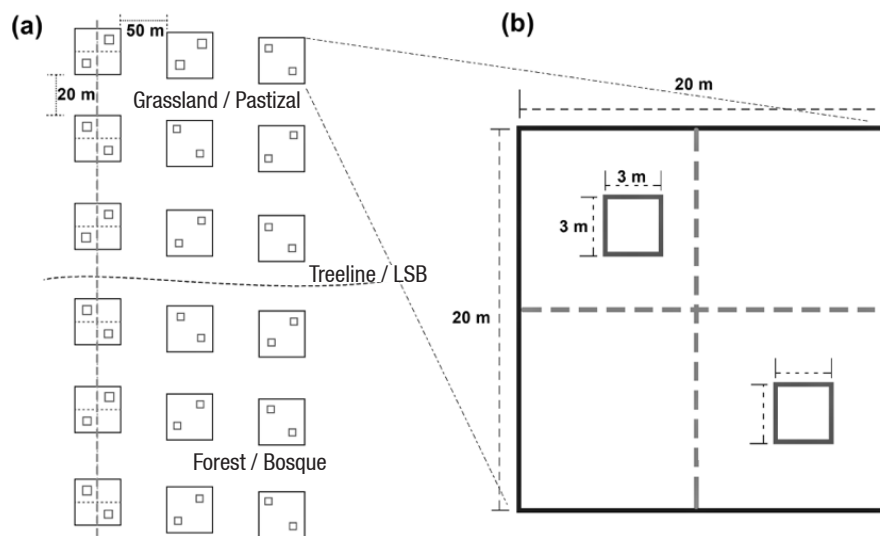 (a)
50 m
20 m
Grassland / Pastizal
Treeline / LSB
Forest / Bosque
(b)
20 m
3 m
3 m
20 m